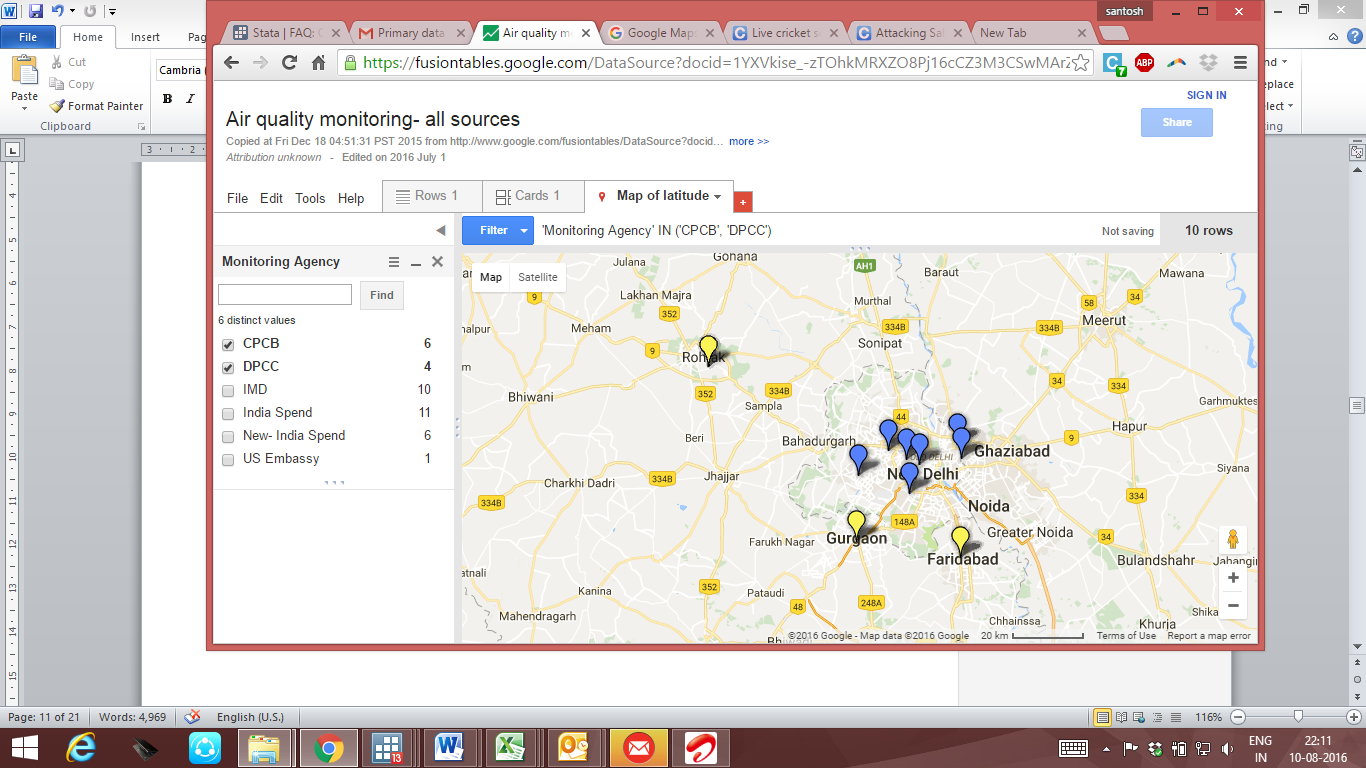 santosh
File
Home
Insert
Pa
Stata | FAQ:
Primary data
Air quality m
Google Maps
Live cricket s
Attacking Sa
New Tab
https://fusiontables.google.com/DataSource?docid=1YXVkise_-zTOhkMRXZO8Pj16cCZ3M3CSwMAr
7
ABP
Paste
Cut
Copy
Format Painter
Clipboard
Cambria (
B I
SIGN IN
Air quality monitoring- all sources
Share
Copied at Fri Dec 18 04:51:31 PST 2015 from http://www.google.com/fusiontables/DataSource?docid… more >>
Attribution unknown - Edited on 2016 July 1
File Edit Tools Help
Rows 1
Cards 1
Map of latitude
+
Filter
'Monitoring Agency' IN ('CPCB', 'DPCC')
Not saving
10 rows
Monitoring Agency
Find
6 distinct values
CPCB 6
DPCC 4
IMD 10
India Spend 11
New- India Spend 6
US Embassy 1
Map Satellite
Julana
Gohana
AH1
Baraut
Mawana
Lakhan Majra
Murthal
Meham
Sonipat
Meerut
Rohtak
Hapur
Bhiwani
Sampla
Garhmuktes
Beri
Bahadurgarh
Ghaziabad
Siyana
Charkhi Dadri
Jhajjar
New Delhi
Noida
Gurgaon
Greater Noida
Farukh Nagar
Faridabad
Bulandshahr
Jahangir
Kanina
Pataudi
Mahendragarh
Chhainssa
Khurja
Shika
9
352
334B
58
34
334
44
148A
48
248A
©2016 Google - Map data ©2016 Google
20 km
Terms of Use
Report a map error
Page: 11 of 21
Words: 4,969
English (U.S.)
116%
13
ENG
IN
22:11
10-08-2016